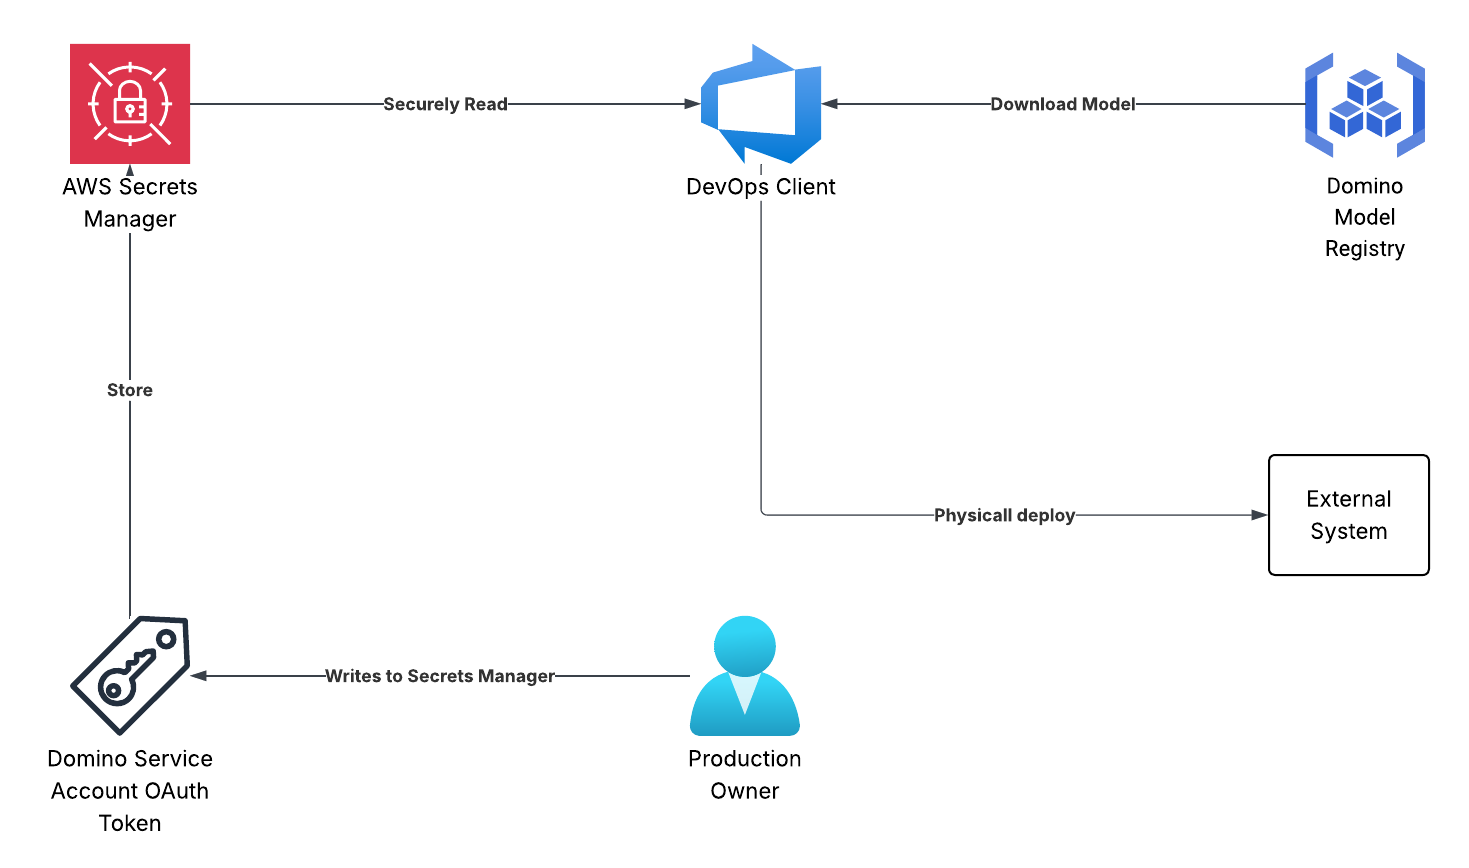 Securely Read
Download Model
AWS Secrets
Manager
DevOps Client
Domino
Model
Registry
Store
Physicall deploy
External
System
Writes to Secrets Manager
Domino Service
Account OAuth
Token
Production
Owner